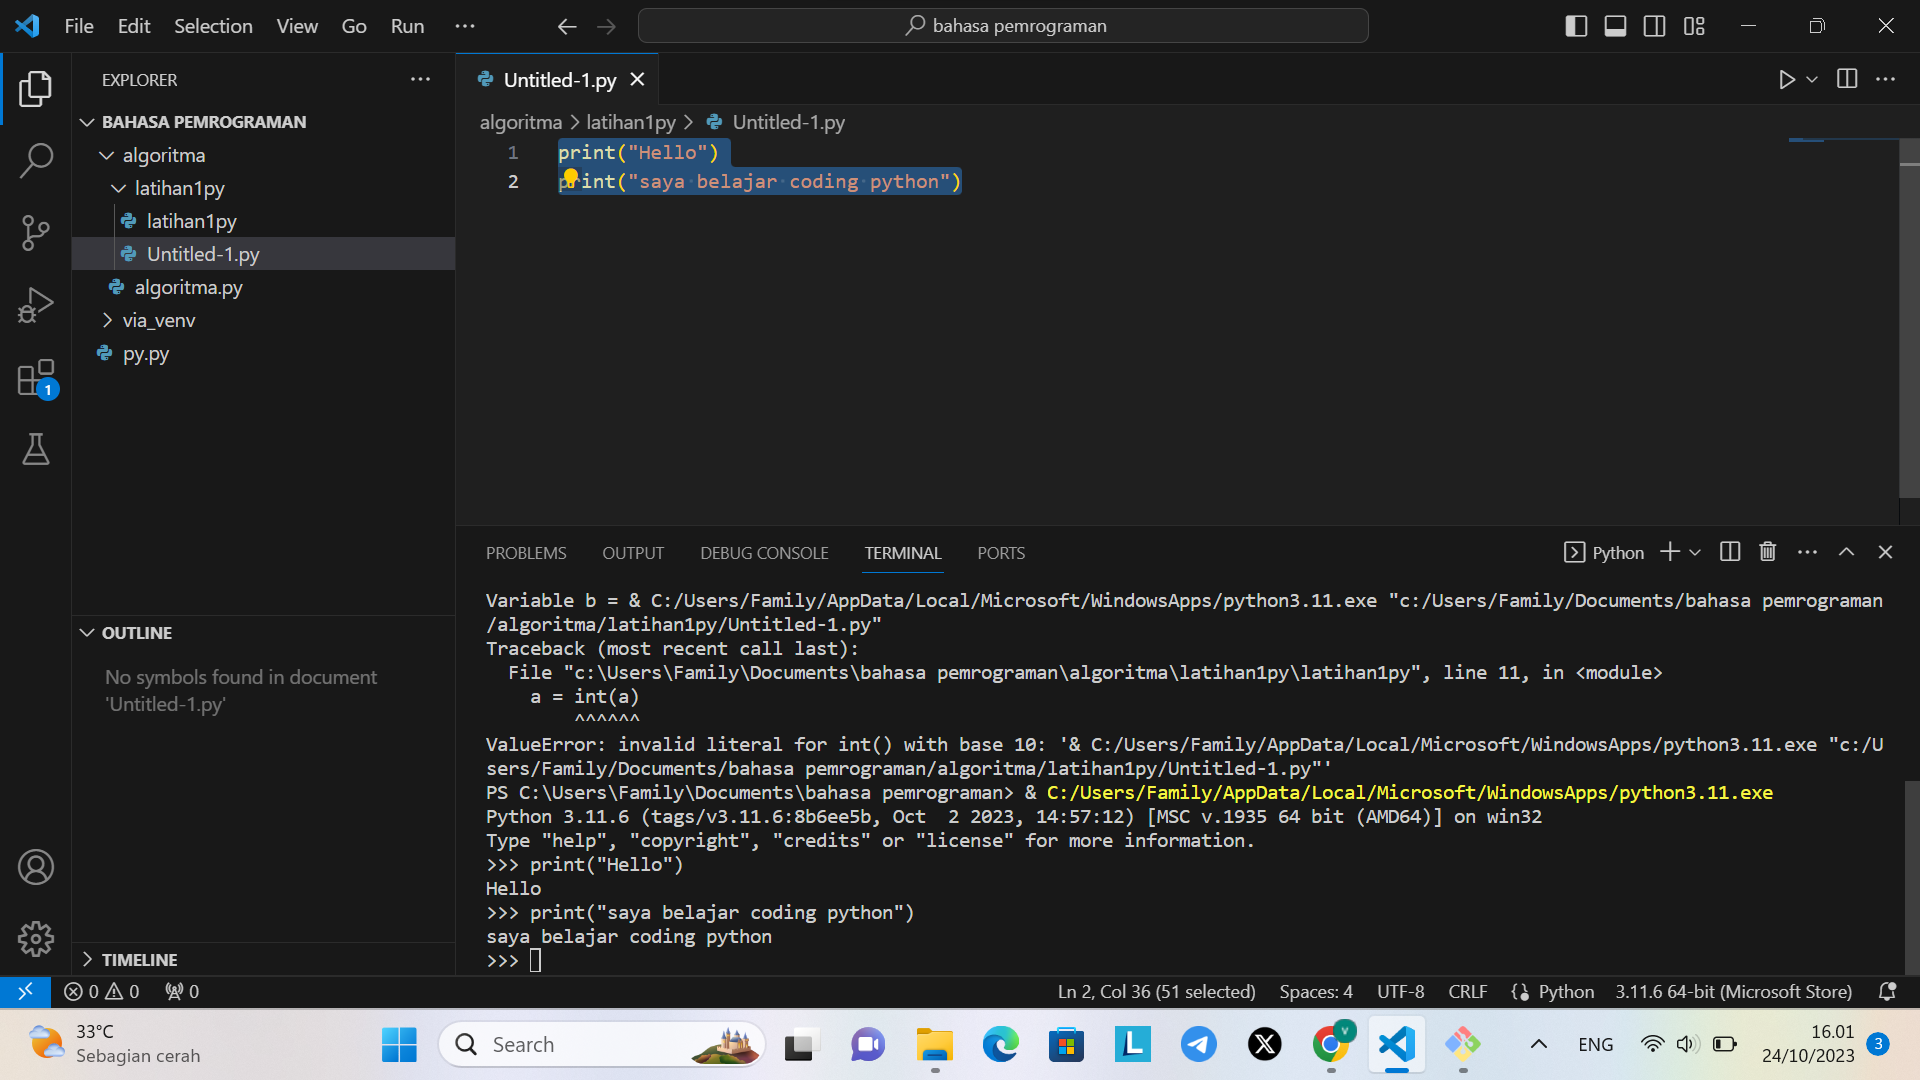 File Edit Selection View Go Run ···
bahasa pemrograman
EXPLORER ···
BAHASA PEMROGRAMAN
algoritma
latihan1py
latihan1py
Untitled-1.py
algoritma.py
via_venv
py.py
1
OUTLINE
No symbols found in document
'Untitled-1.py'
TIMELINE
Untitled-1.py
algoritma > latihan1py > Untitled-1.py
1 print("Hello")
2 print("saya·belajar·coding·python")
PROBLEMS OUTPUT DEBUG CONSOLE TERMINAL PORTS
Python
Variable b = & C:/Users/Family/AppData/Local/Microsoft/WindowsApps/python3.11.exe "c:/Users/Family/Documents/bahasa pemrograman
/algoritma/latihan1py/Untitled-1.py"
Traceback (most recent call last):
  File "c:\Users\Family\Documents\bahasa pemrograman\algoritma\latihan1py\latihan1py", line 11, in <module>
    a = int(a)
        ^^^^^^
ValueError: invalid literal for int() with base 10: '& C:/Users/Family/AppData/Local/Microsoft/WindowsApps/python3.11.exe "c:/U
sers/Family/Documents/bahasa pemrograman/algoritma/latihan1py/Untitled-1.py"'
PS C:\Users\Family\Documents\bahasa pemrograman> & C:/Users/Family/AppData/Local/Microsoft/WindowsApps/python3.11.exe
Python 3.11.6 (tags/v3.11.6:8b6ee5b, Oct  2 2023, 14:57:12) [MSC v.1935 64 bit (AMD64)] on win32
Type "help", "copyright", "credits" or "license" for more information.
>>> print("Hello")
Hello
>>> print("saya belajar coding python")
saya belajar coding python
>>>
0 0 0
Ln 2, Col 36 (51 selected) Spaces: 4 UTF-8 CRLF {} Python 3.11.6 64-bit (Microsoft Store)
33°C
Sebagian cerah
Search
L
X
V
ENG
16.01
24/10/2023
3